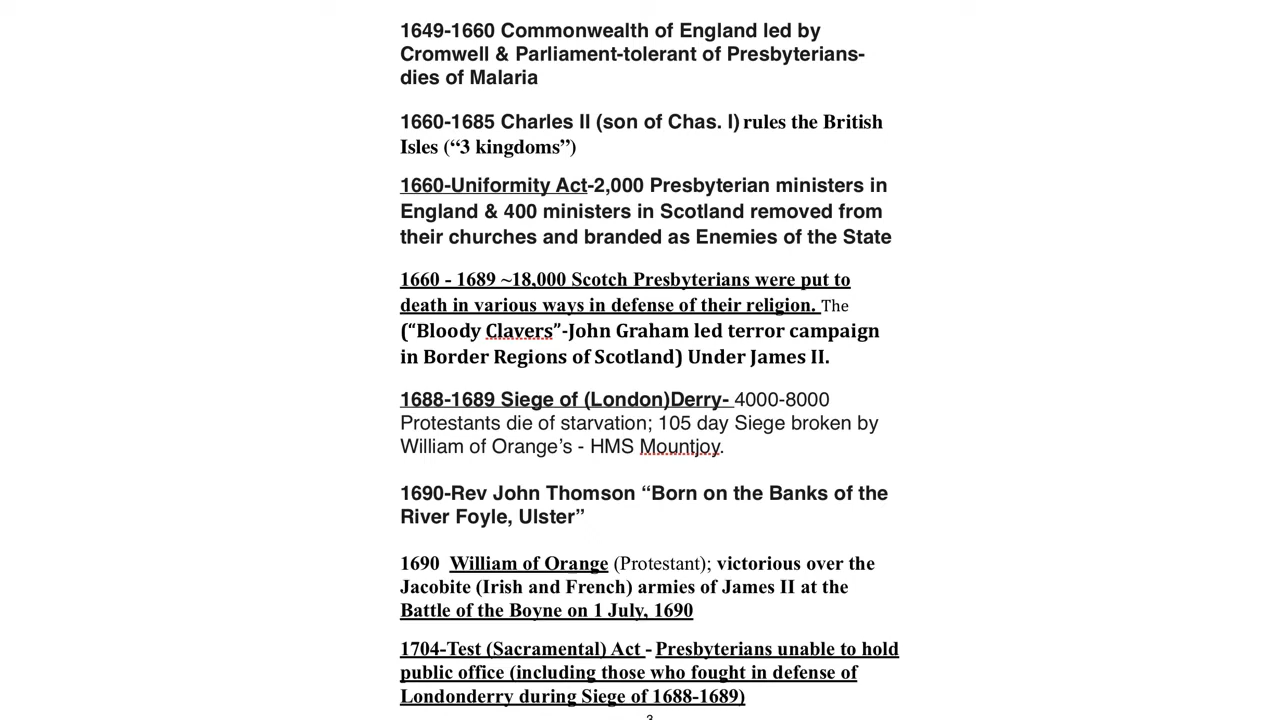 1649-1660 Commonwealth of England led by
Cromwell & Parliament-tolerant of Presbyterians-
dies of Malaria
1660-1685 Charles II (son of Chas. I) rules the British
Isles (“3 kingdoms”)
1660-Uniformity Act-2,000 Presbyterian ministers in
England & 400 ministers in Scotland removed from
their churches and branded as Enemies of the State
1660 - 1689 ~18,000 Scotch Presbyterians were put to
death in various ways in defense of their religion. The
(“Bloody Clavers”-John Graham led terror campaign
in Border Regions of Scotland) Under James II.
1688-1689 Siege of (London)Derry- 4000-8000
Protestants die of starvation; 105 day Siege broken by
William of Orange’s - HMS Mountjoy.
1690-Rev John Thomson “Born on the Banks of the
River Foyle, Ulster”
1690 William of Orange (Protestant); victorious over the
Jacobite (Irish and French) armies of James II at the
Battle of the Boyne on 1 July, 1690
1704-Test (Sacramental) Act - Presbyterians unable to hold
public office (including those who fought in defense of
Londonderry during Siege of 1688-1689)
3